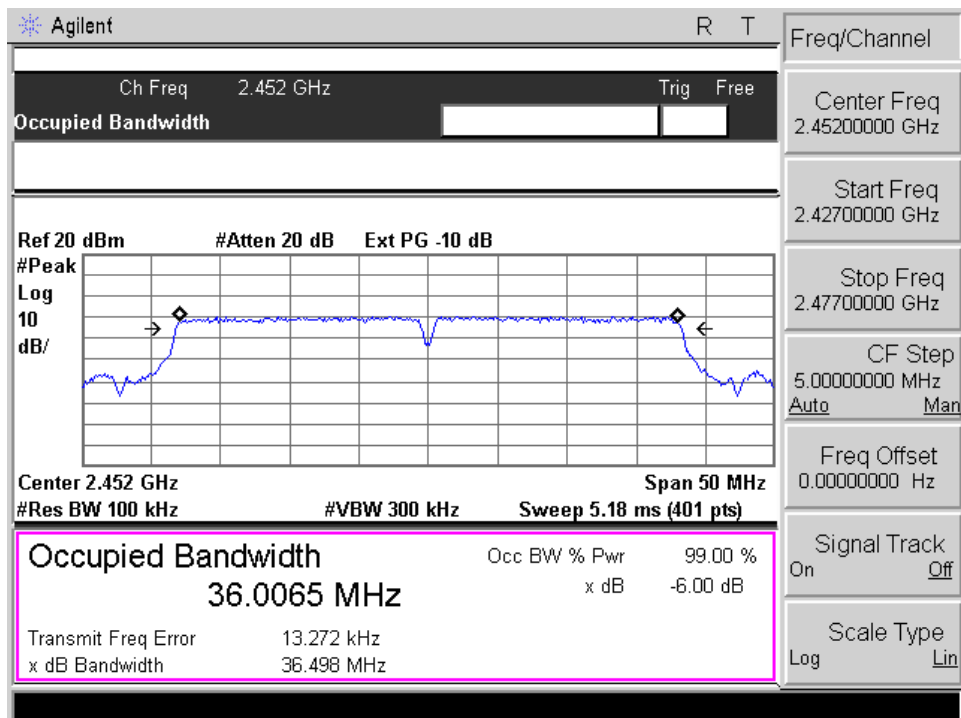 Agilent R T
Ch Freq 2.452 GHz Trig Free
Occupied Bandwidth
Ref 20 dBm #Atten 20 dB Ext PG -10 dB
#Peak
Log
10
dB/
Center 2.452 GHz Span 50 MHz
#Res BW 100 kHz #VBW 300 kHz Sweep 5.18 ms (401 pts)
Occupied Bandwidth
36.0065 MHz
Occ BW % Pwr 99.00 %
x dB -6.00 dB
Transmit Freq Error 13.272 kHz
x dB Bandwidth 36.498 MHz
Freq/Channel
Center Freq
2.45200000 GHz
Start Freq
2.42700000 GHz
Stop Freq
2.47700000 GHz
CF Step
5.00000000 MHz
Auto Man
Freq Offset
0.00000000 Hz
Signal Track
On Off
Scale Type
Log Lin